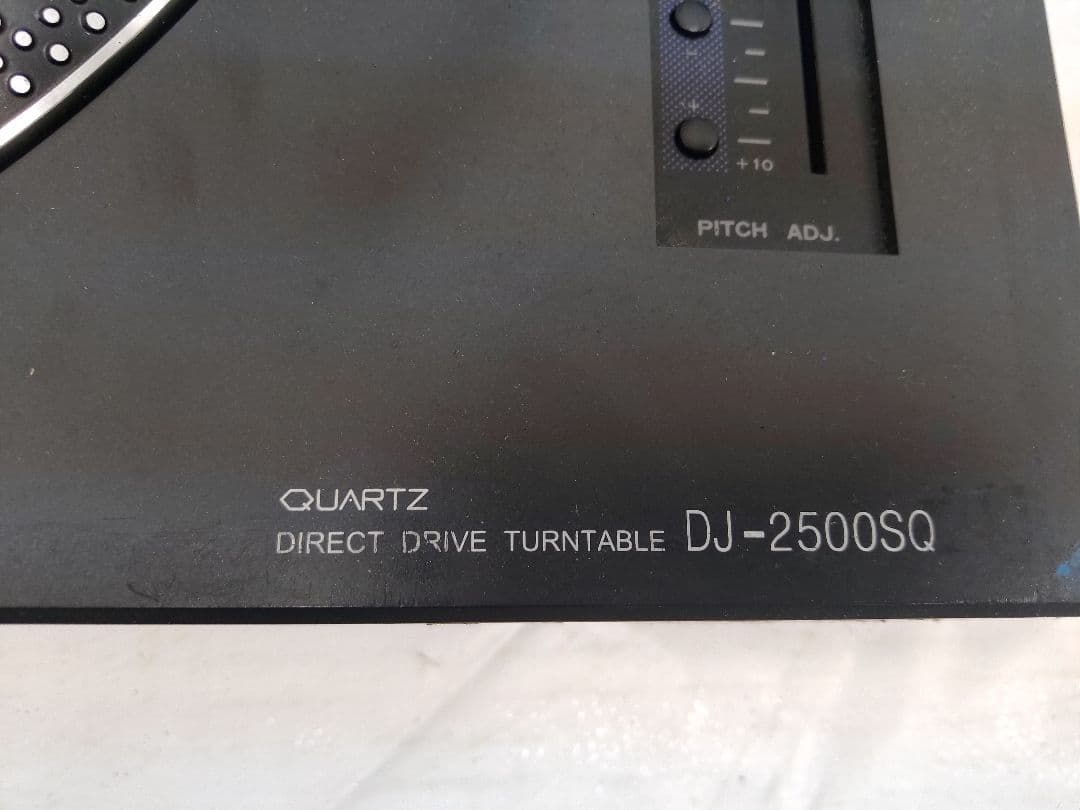 -
+
+10
PITCH ADJ.
QUARTZ
DIRECT DRIVE TURNTABLE DJ-2500SQ